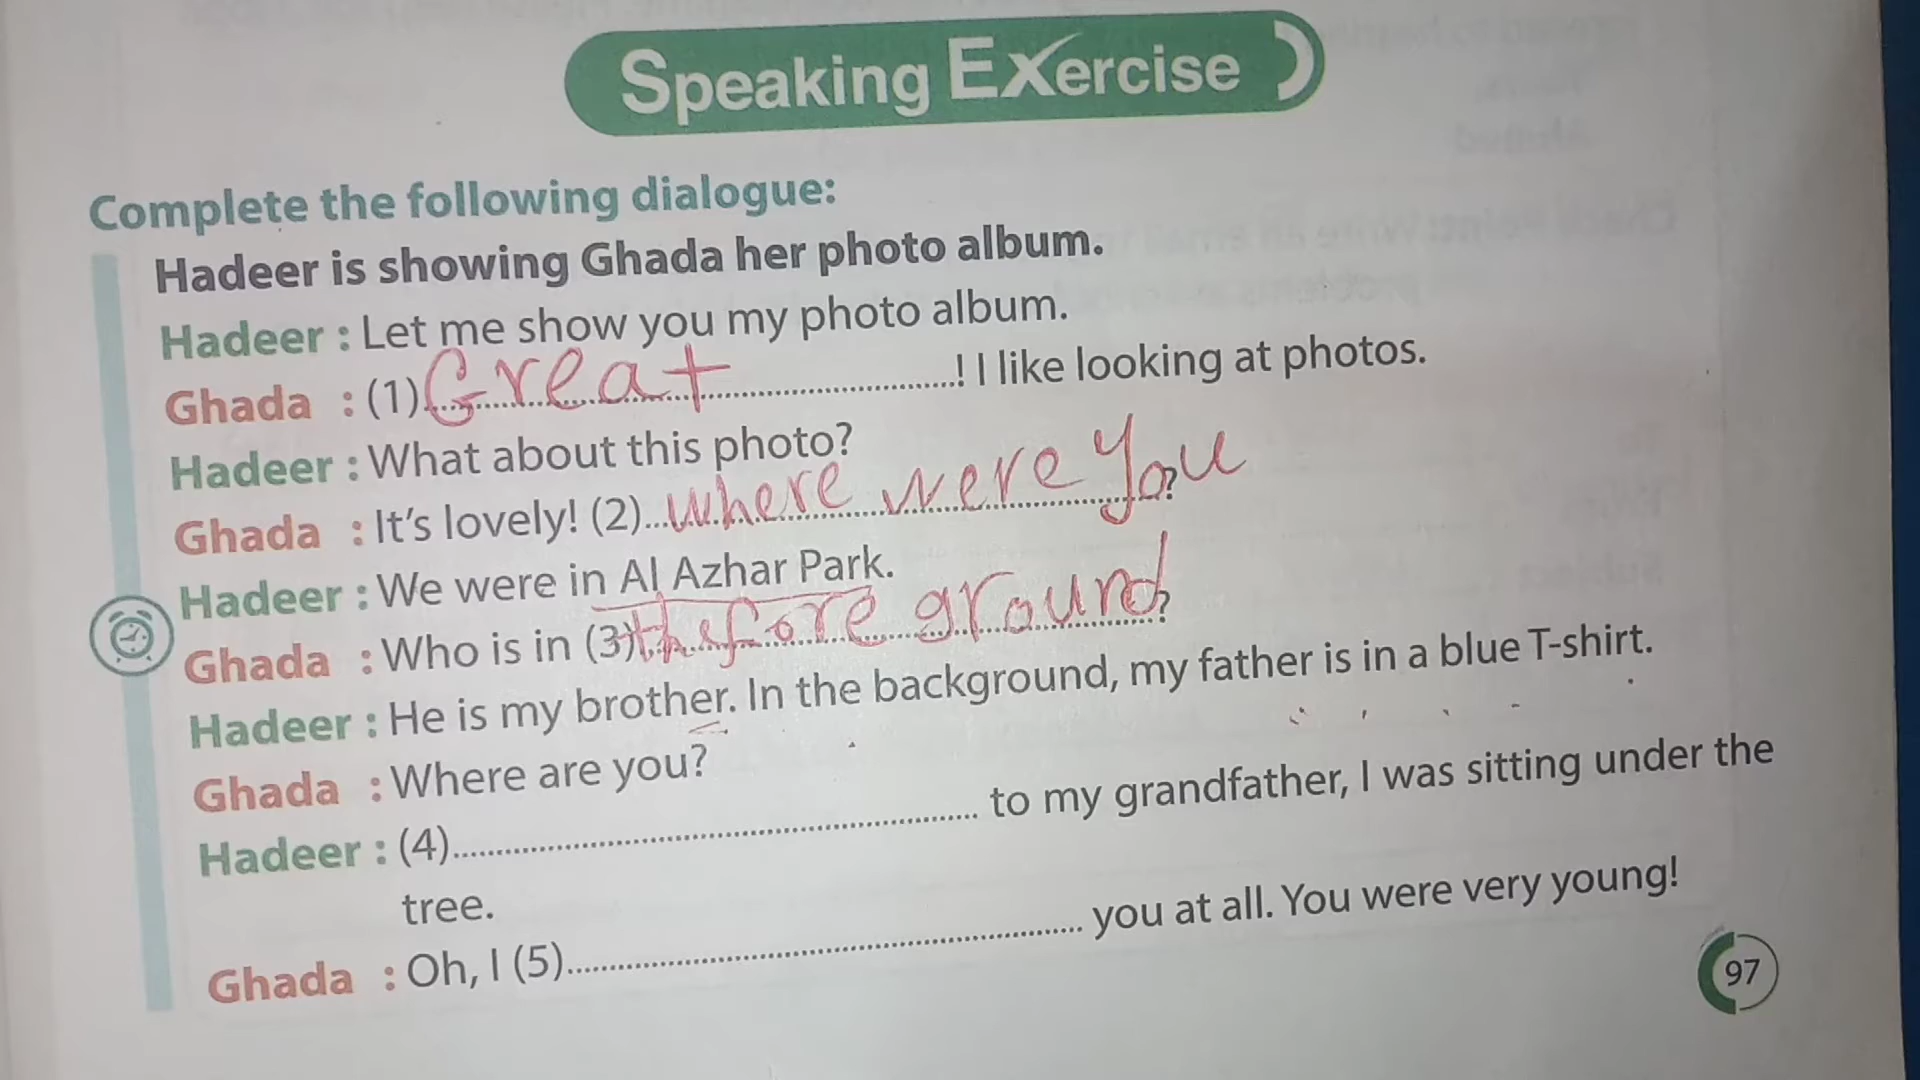 Speaking Exercise
Complete the following dialogue:
Hadeer is showing Ghada her photo album.
Hadeer : Let me show you my photo album.
Ghada : (1) Great ! I like looking at photos.
Hadeer : What about this photo?
Ghada : It's lovely! (2) where were you ?
Hadeer : We were in Al Azhar Park.
Ghada : Who is in (3) the fore ground ?
Hadeer : He is my brother. In the background, my father is in a blue T-shirt.
Ghada : Where are you?
Hadeer : (4) to my grandfather, I was sitting under the
tree.
Ghada : Oh, I (5) you at all. You were very young!
97